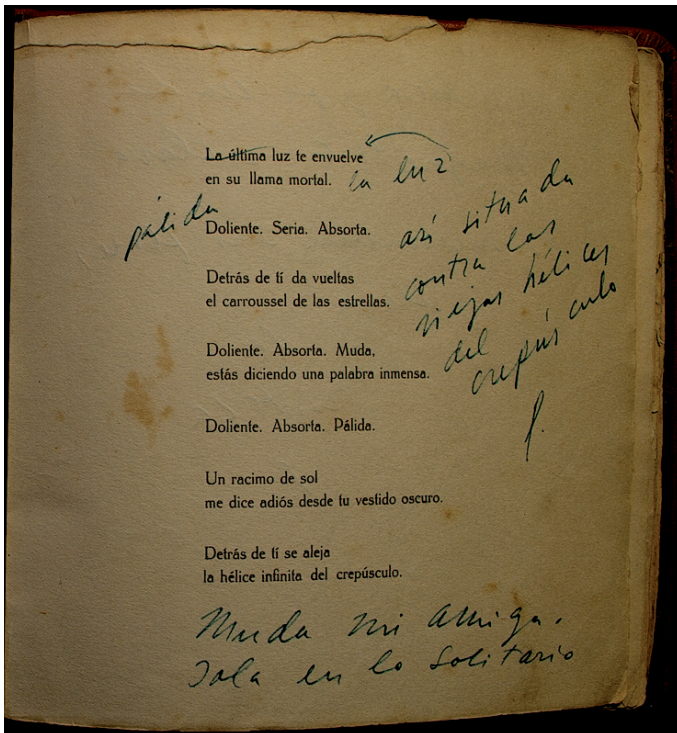 La última luz te envuelve
en su llama mortal.
la luz
pálida
Doliente. Seria. Absorta.
así situada
contra las
viejas hélices
del
crepúsculo
Detrás de tí da vueltas
el carroussel de las estrellas.
Doliente. Absorta. Muda,
estás diciendo una palabra inmensa.
Doliente. Absorta. Pálida.
Un racimo de sol
me dice adiós desde tu vestido oscuro.
Detrás de tí se aleja
la hélice infinita del crepúsculo.
Muda mi amiga.
Sola en lo solitario